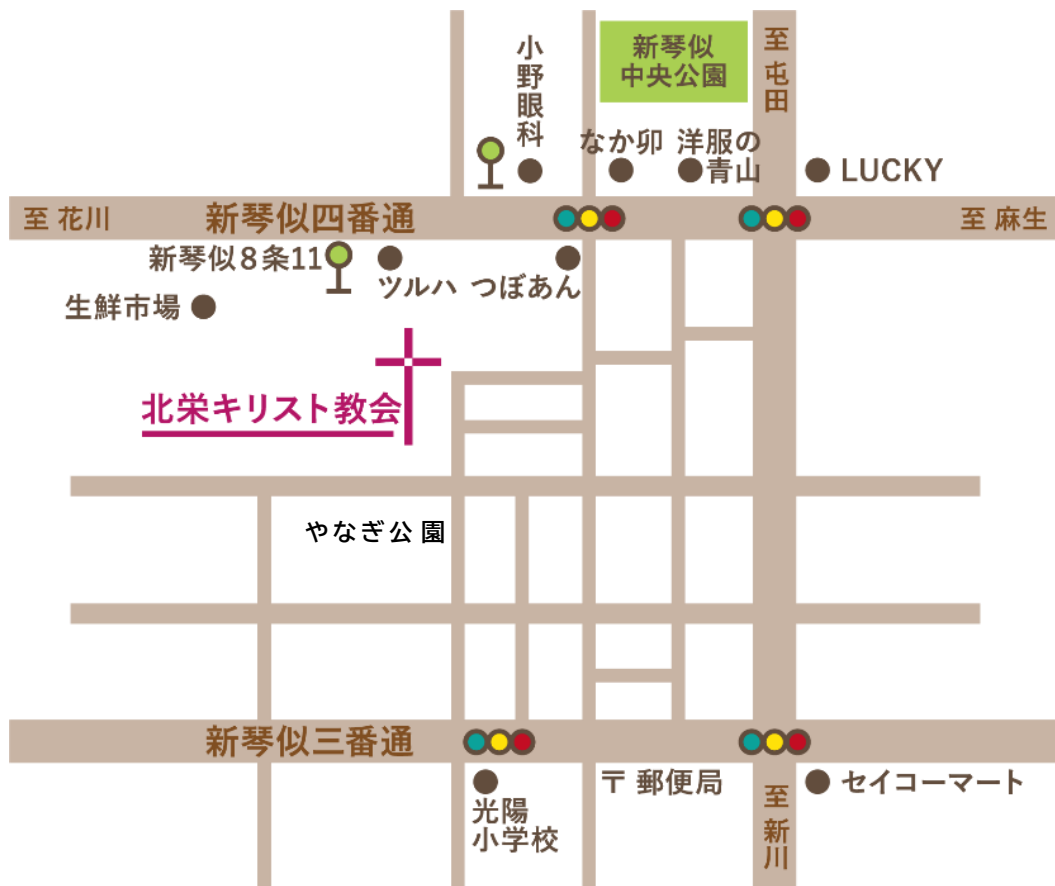 小野眼科
新琴似
中央公園
至 屯田
なか卯
洋服の
青山
LUCKY
至 花川
新琴似四番通
至 麻生
新琴似8条11
ツルハ
つぼあん
生鮮市場
北栄キリスト教会
やなぎ公園
新琴似三番通
光陽
小学校
〒 郵便局
至 新川
セイコーマート